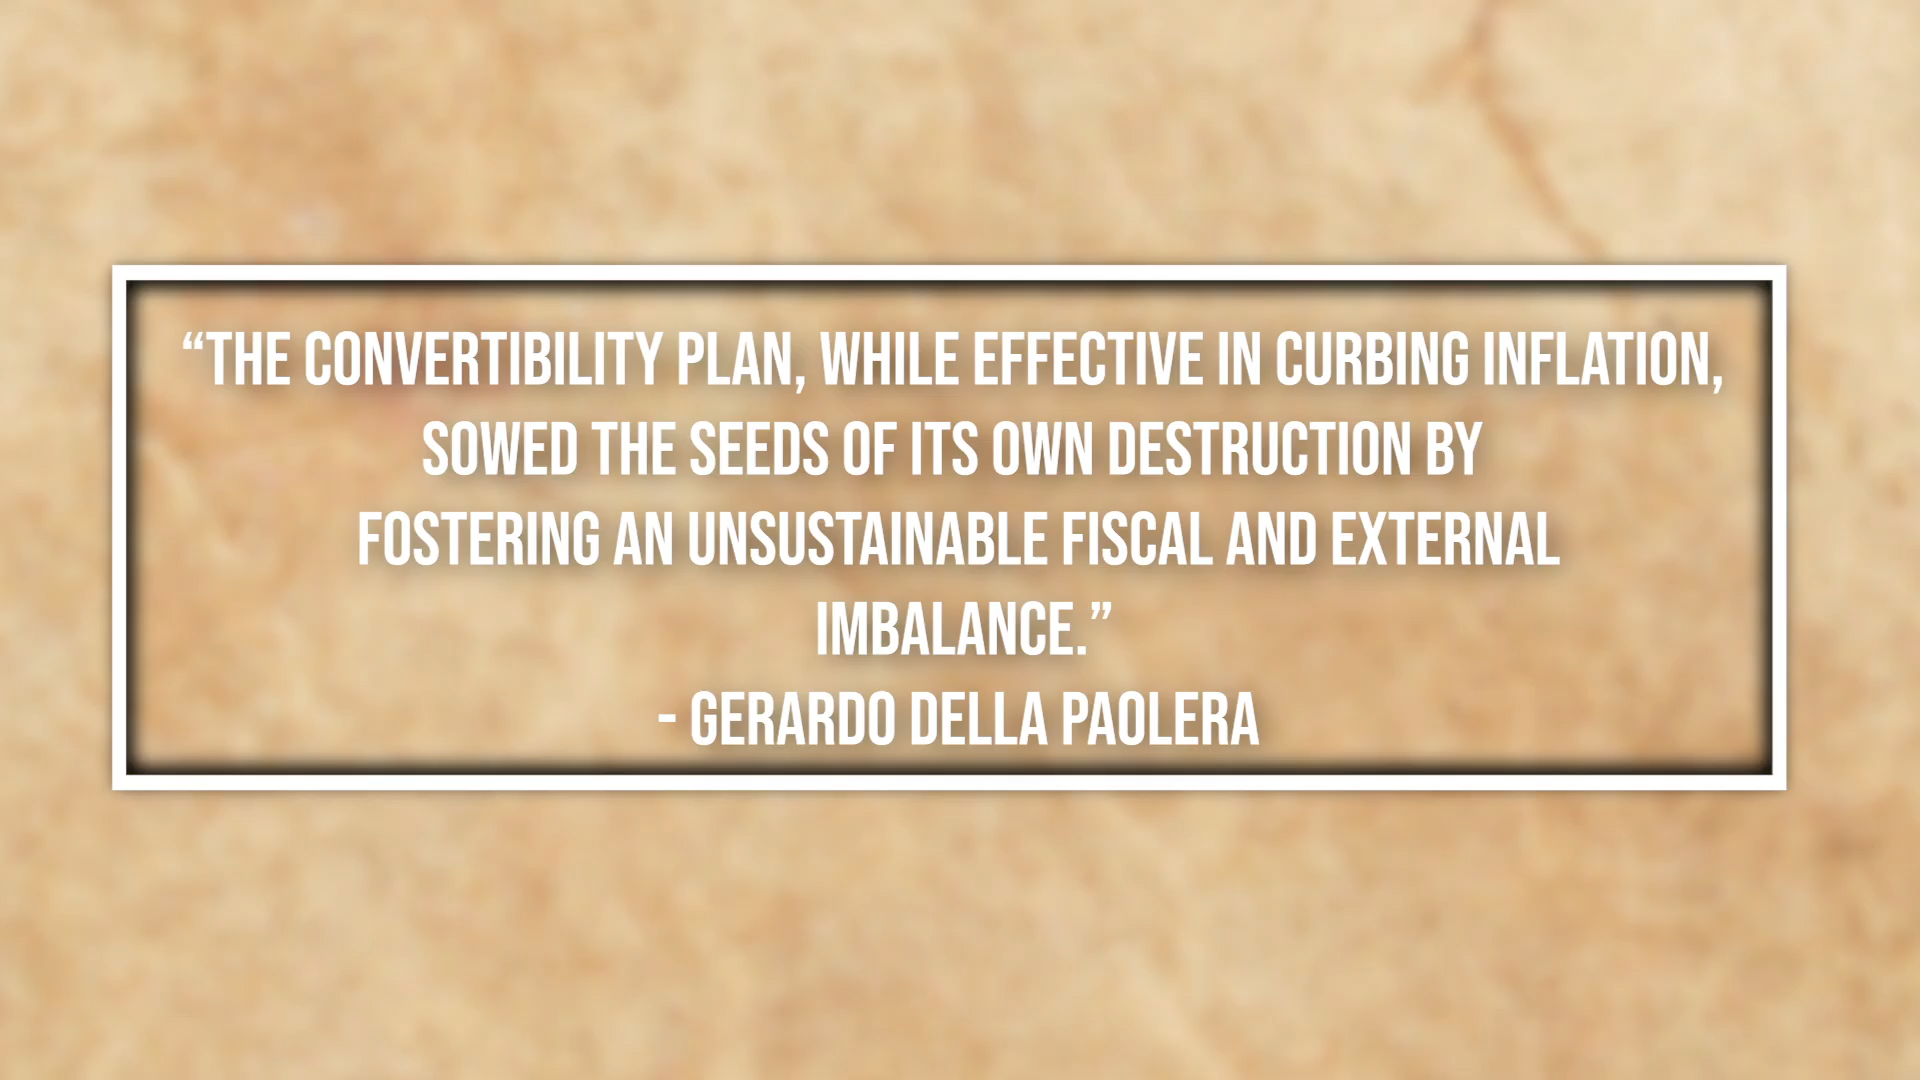 “THE CONVERTIBILITY PLAN, WHILE EFFECTIVE IN CURBING INFLATION,
SOWED THE SEEDS OF ITS OWN DESTRUCTION BY
FOSTERING AN UNSUSTAINABLE FISCAL AND EXTERNAL
IMBALANCE.”
- GERARDO DELLA PAOLERA